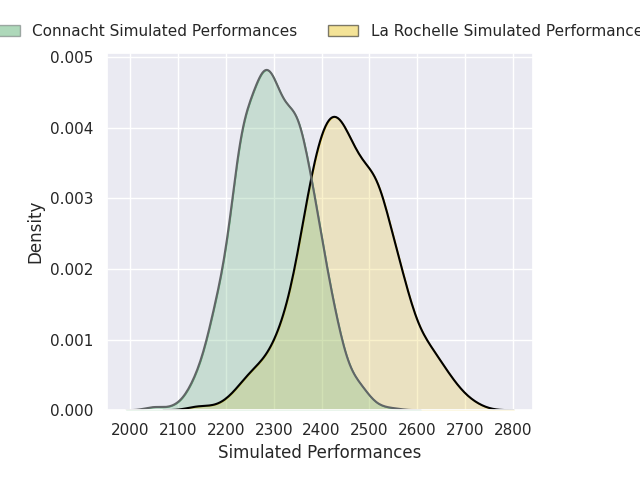 Connacht Simulated Performances
La Rochelle Simulated Performance
0.005
0.004
0.003
0.002
0.001
0.000
Density
2000 2100 2200 2300 2400 2500 2600 2700 2800
Simulated Performances